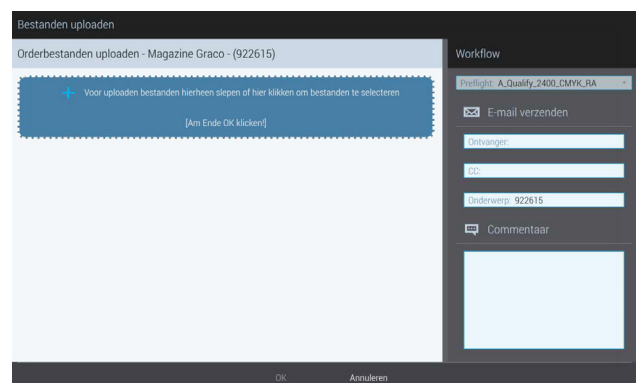 Bestanden uploaden
Orderbestanden uploaden - Magazine Graco - (922615)
Voor uploaden bestanden hierheen slepen of hier klikken om bestanden te selecteren
[Am Ende OK klicken!]
Workflow
Preflight: A_Qualify_2400_CMYK_RA
E-mail verzenden
Ontvanger:
CC:
Onderwerp: 922615
Commentaar
OK Annuleren